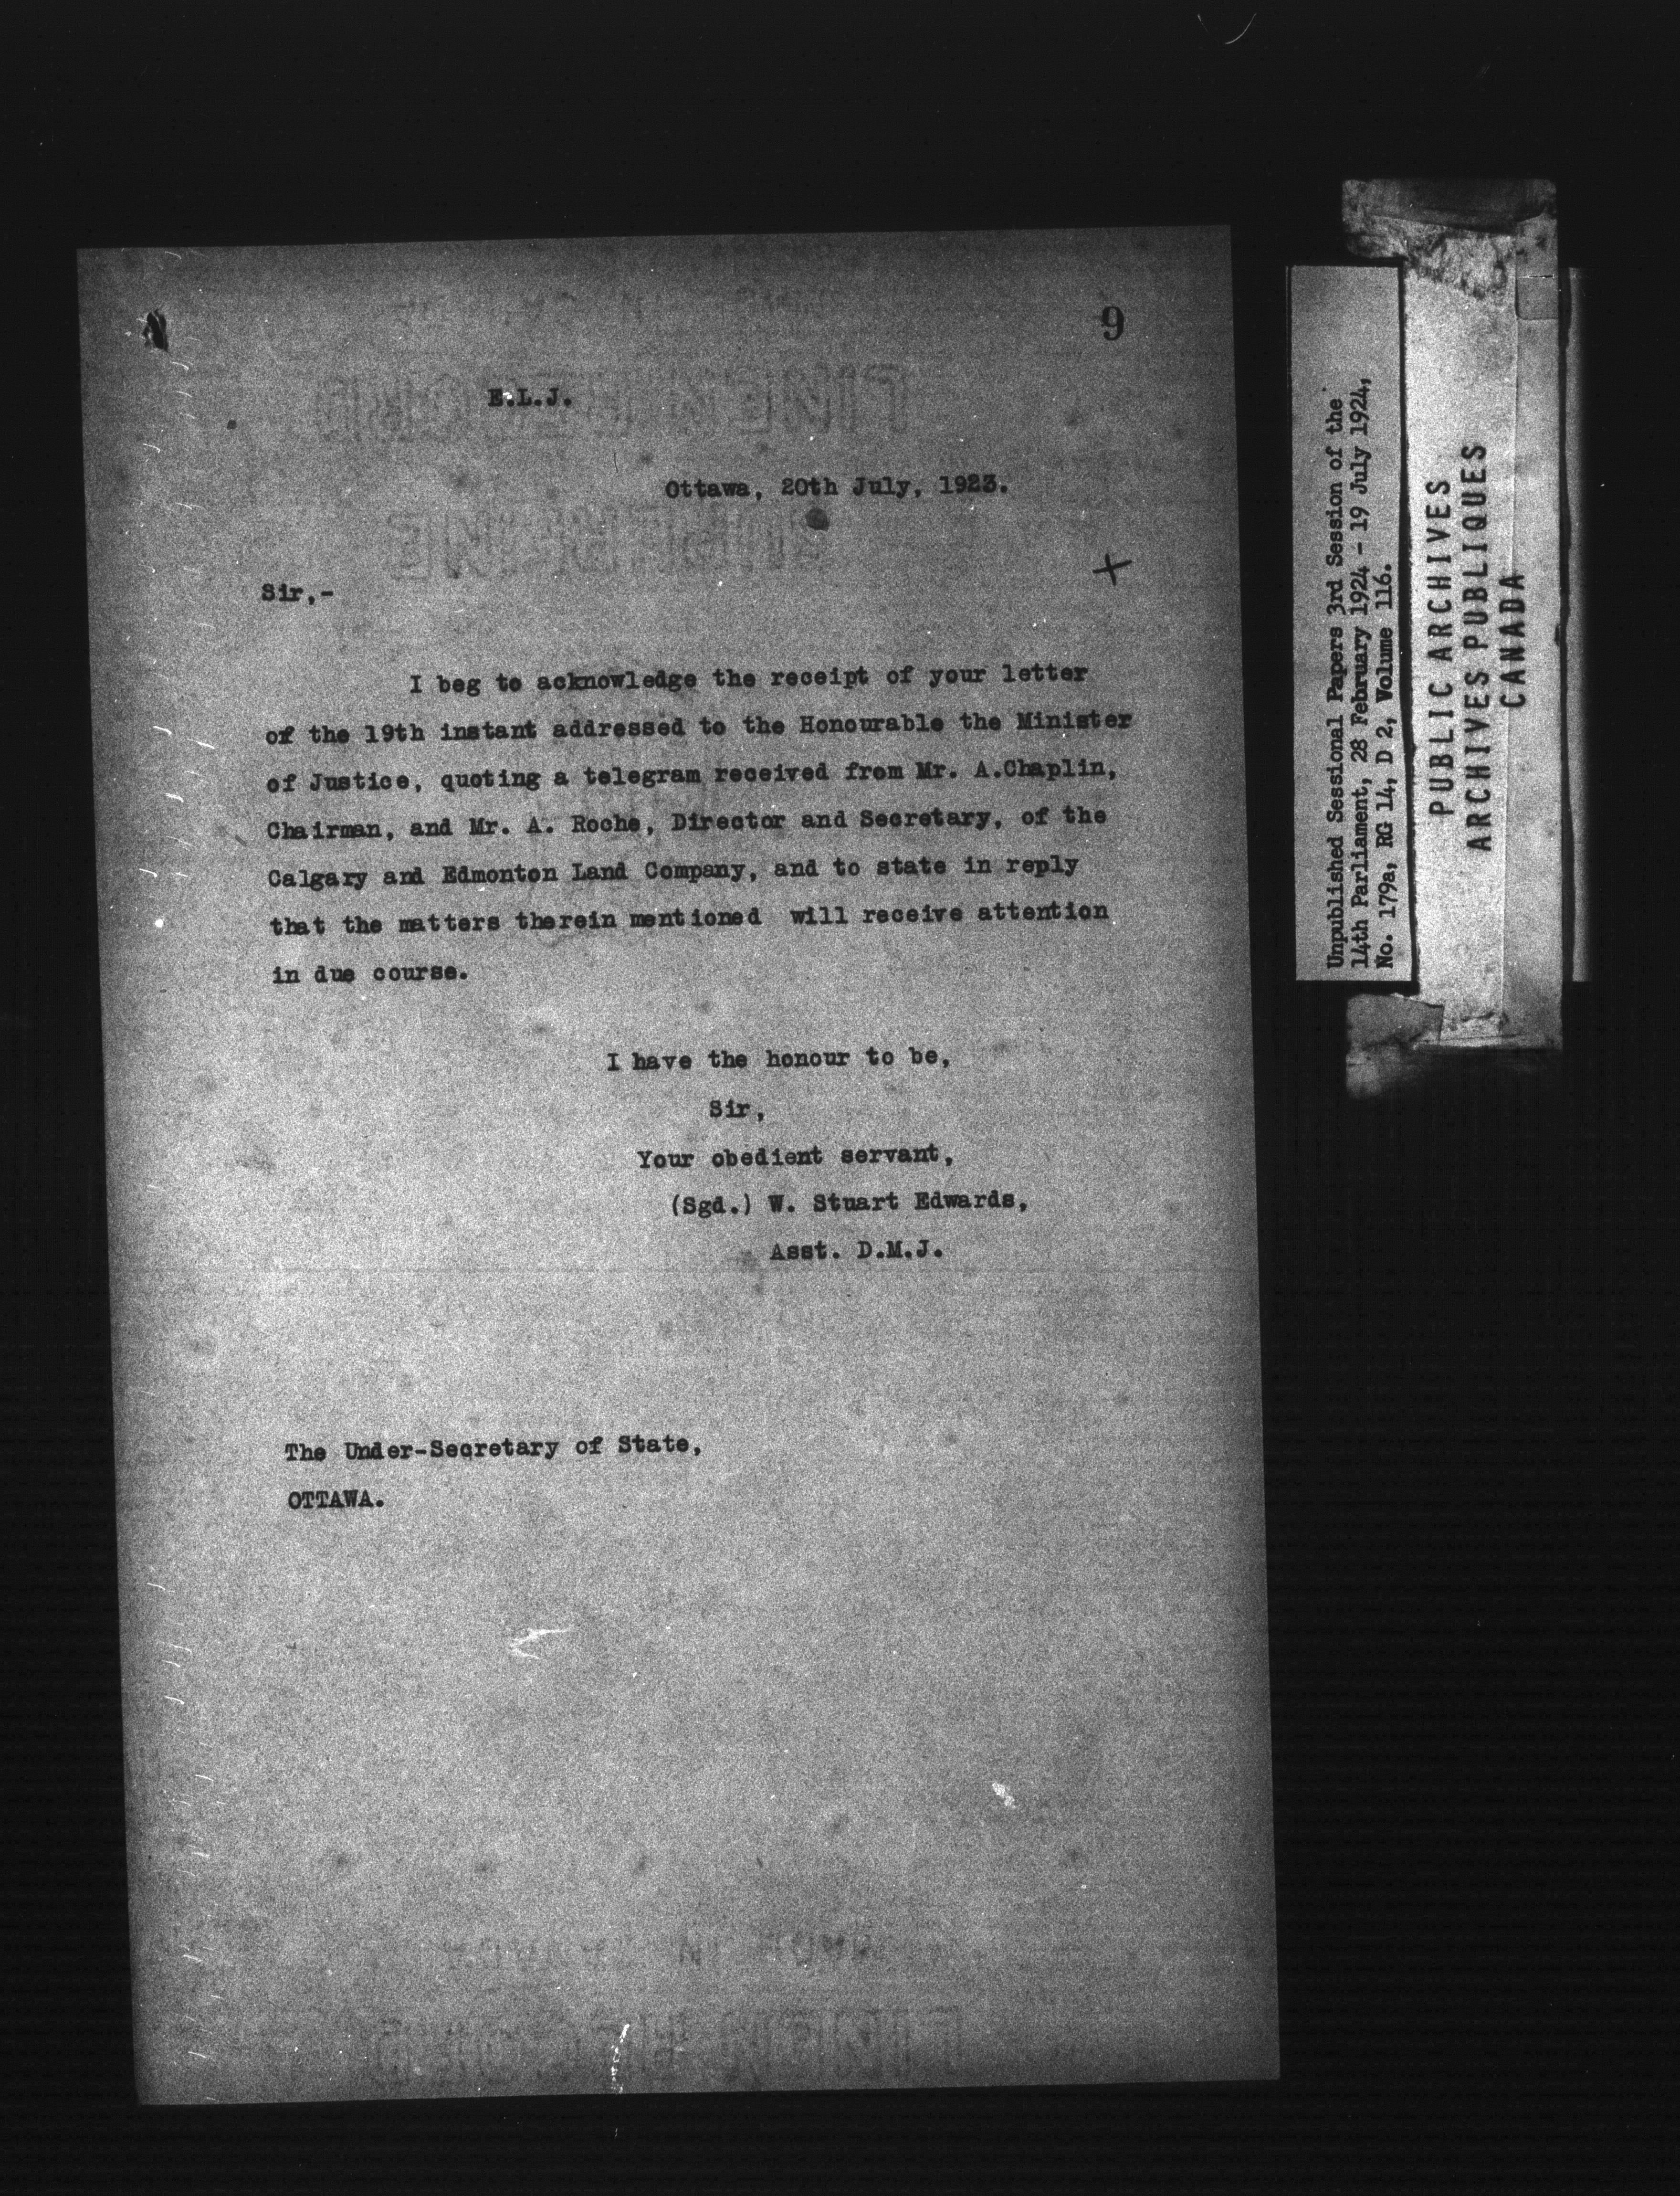 9
E.L.J.
Ottawa, 20th July, 1923.
Sir,-
I beg to acknowledge the receipt of your letter
of the 19th instant addressed to the Honourable the Minister
of Justice, quoting a telegram received from Mr. A.Chaplin,
Chairman, and Mr. A. Roche, Director and Secretary, of the
Calgary and Edmonton Land Company, and to state in reply
that the matters therein mentioned will receive attention
in due course.
I have the honour to be,
Sir,
Your obedient servant,
(Sgd.) W. Stuart Edwards,
Asst. D.M.J.
The Under-Secretary of State,
OTTAWA.
Unpublished Sessional Papers 3rd Session of the
14th Parliament, 28 February 1924 - 19 July 1924,
No. 179a, RG 14, D 2, Volume 116.
PUBLIC ARCHIVES
ARCHIVES PUBLIQUES
CANADA